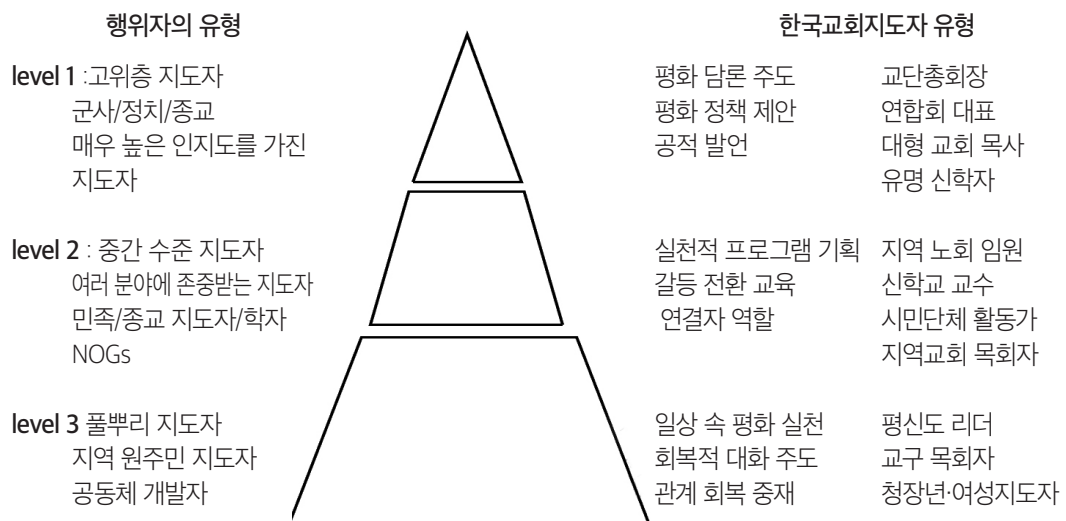 행위자의 유형
한국교회지도자 유형
level 1 :고위층 지도자
군사/정치/종교
매우 높은 인지도를 가진
지도자
평화 담론 주도 교단총회장
평화 정책 제안 연합회 대표
공적 발언 대형 교회 목사
유명 신학자
level 2 : 중간 수준 지도자
여러 분야에 존중받는 지도자
민족/종교 지도자/학자
NOGs
실천적 프로그램 기획 지역 노회 임원
갈등 전환 교육 신학교 교수
연결자 역할 시민단체 활동가
지역교회 목회자
level 3 풀뿌리 지도자
지역 원주민 지도자
공동체 개발자
일상 속 평화 실천 평신도 리더
회복적 대화 주도 교구 목회자
관계 회복 중재 청장년·여성지도자